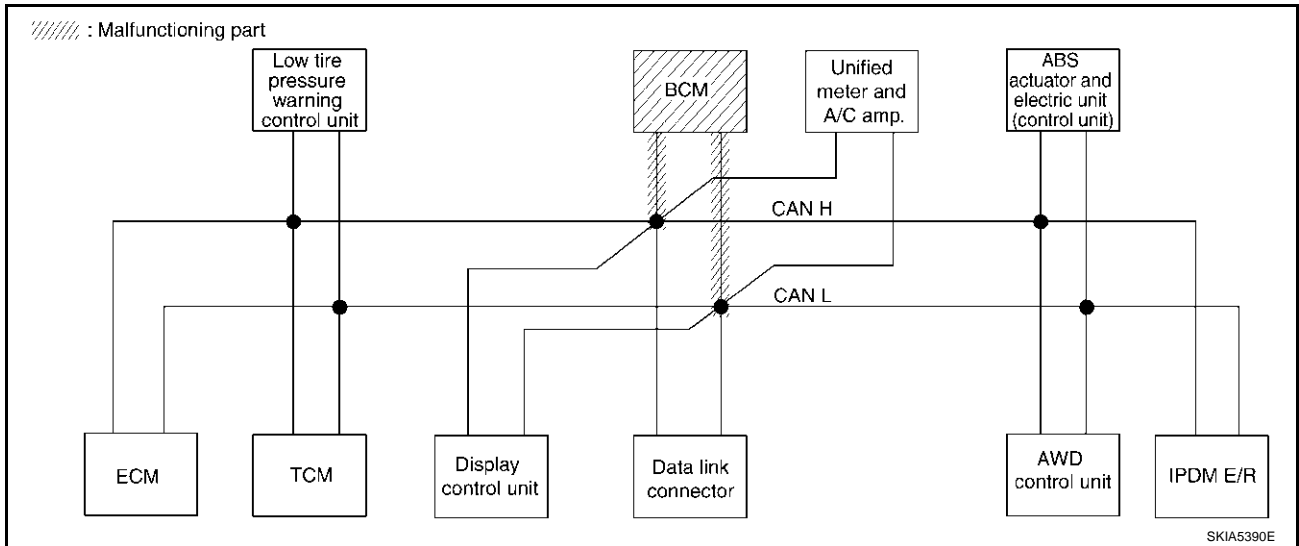 : Malfunctioning part
Low tire
pressure
warning
control unit
BCM
Unified
meter and
A/C amp.
ABS
actuator and
electric unit
(control unit)
CAN H
CAN L
ECM
TCM
Display
control unit
Data link
connector
AWD
control unit
IPDM E/R
SKIA5390E